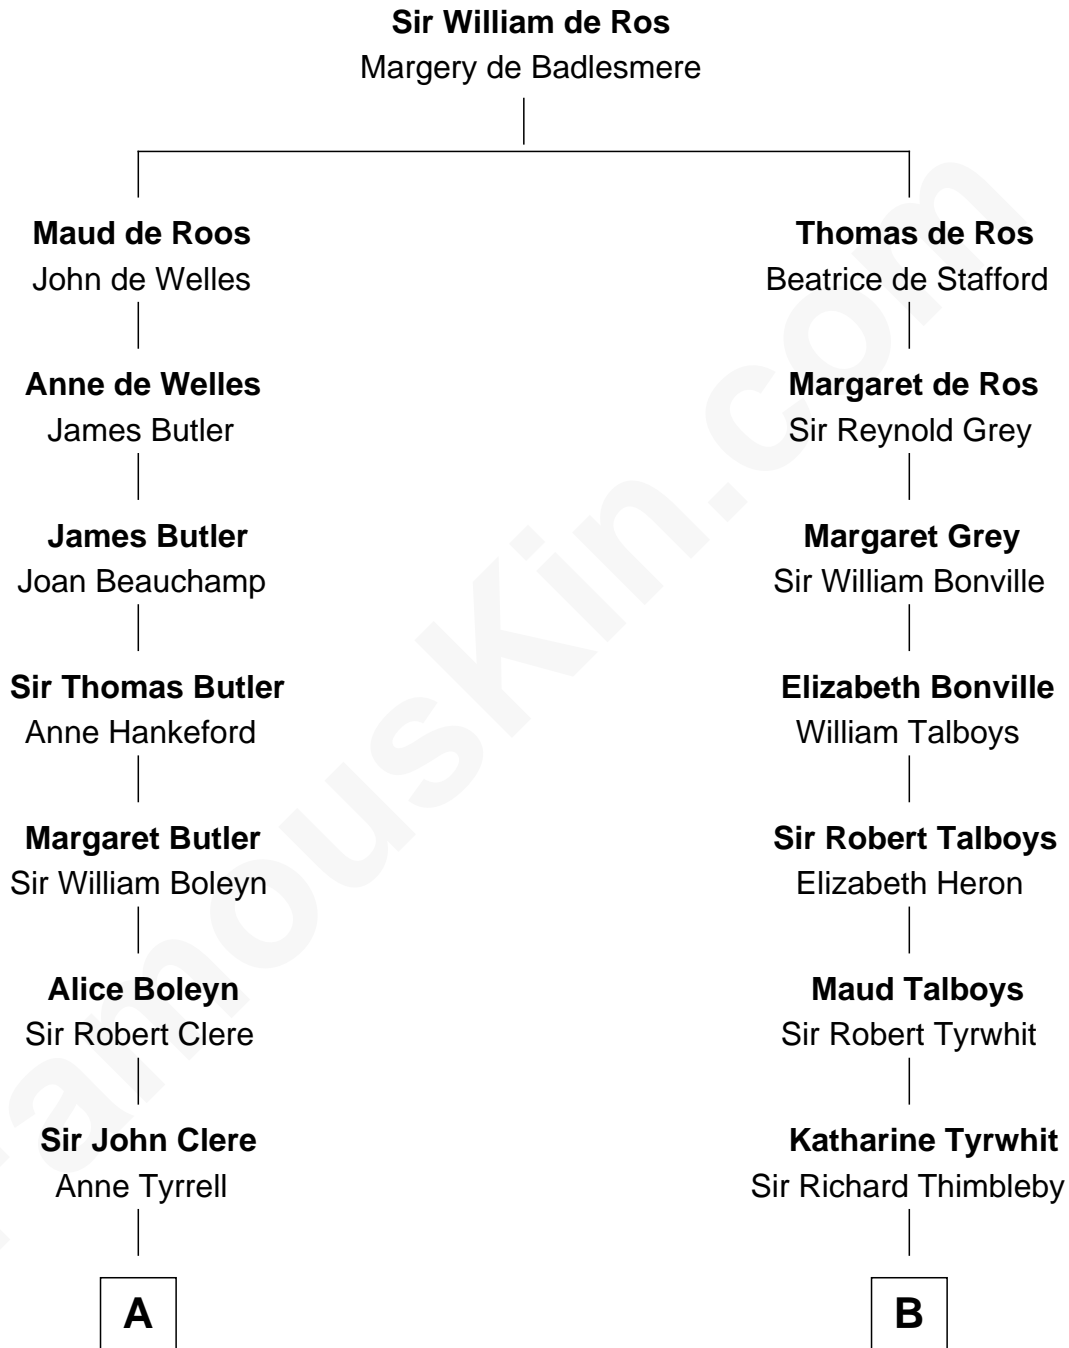 Sir William de Ros
Margery de Badlesmere
Maud de Roos
John de Welles
Thomas de Ros
Beatrice de Stafford
Anne de Welles
James Butler
Margaret de Ros
Sir Reynold Grey
James Butler
Joan Beauchamp
Margaret Grey
Sir William Bonville
Sir Thomas Butler
Anne Hankeford
Elizabeth Bonville
William Talboys
Margaret Butler
Sir William Boleyn
Sir Robert Talboys
Elizabeth Heron
Alice Boleyn
Sir Robert Clere
Maud Talboys
Sir Robert Tyrwhit
Sir John Clere
Anne Tyrrell
Katharine Tyrwhit
Sir Richard Thimbleby
A
B
FamousKin.com